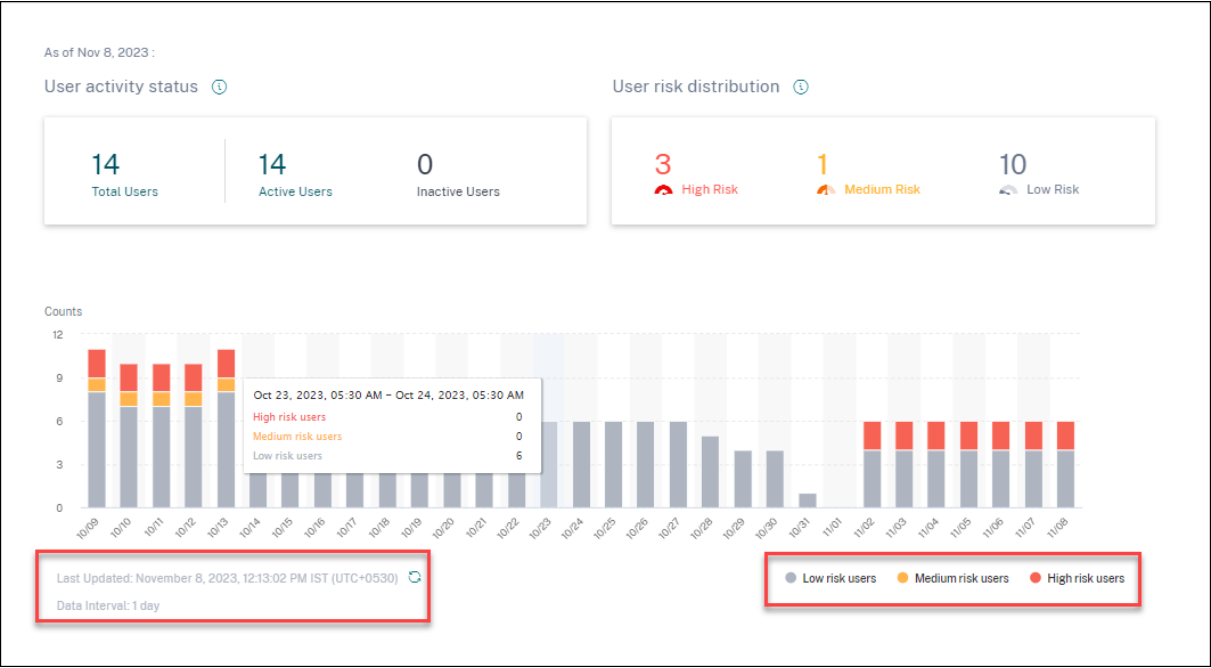 As of Nov 8, 2023 :
User activity status
User risk distribution
14
Total Users
14
Active Users
0
Inactive Users
3
High Risk
1
Medium Risk
10
Low Risk
Counts
12
9
6
3
0
Oct 23, 2023, 05:30 AM – Oct 24, 2023, 05:30 AM
High risk users 0
Medium risk users 0
Low risk users 6
10/09 10/10 10/11 10/12 10/13 10/14 10/15 10/16 10/17 10/18 10/19 10/20 10/21 10/22 10/23 10/24 10/25 10/26 10/27 10/28 10/29 10/30 10/31 11/01 11/02 11/03 11/04 11/05 11/06 11/07 11/08
Last Updated: November 8, 2023, 12:13:02 PM IST (UTC+0530)
Data Interval: 1 day
Low risk users Medium risk users High risk users